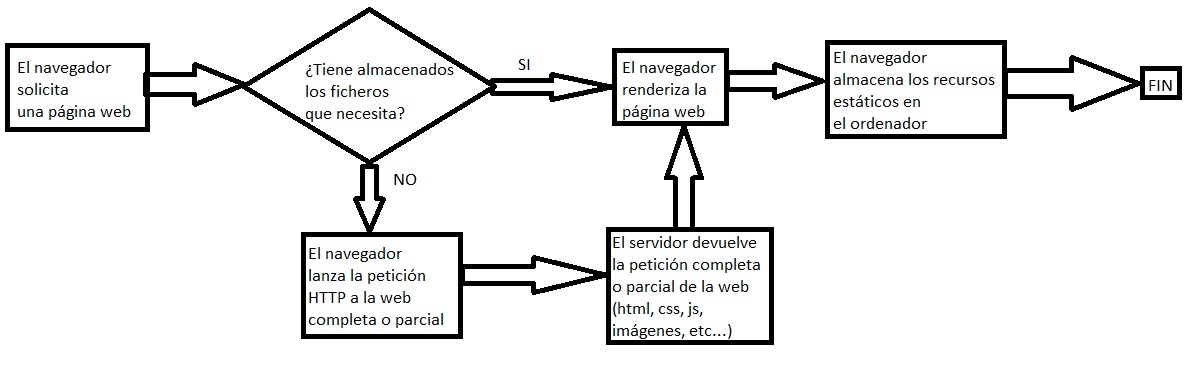 El navegador
solicita
una página web
¿Tiene almacenados
los ficheros
que necesita?
SI
El navegador
renderiza la
página web
El navegador
almacena los recursos
estáticos en
el ordenador
FIN
NO
El navegador
lanza la petición
HTTP a la web
completa o parcial
El servidor devuelve
la petición completa
o parcial de la web
(html, css, js,
imágenes, etc...)